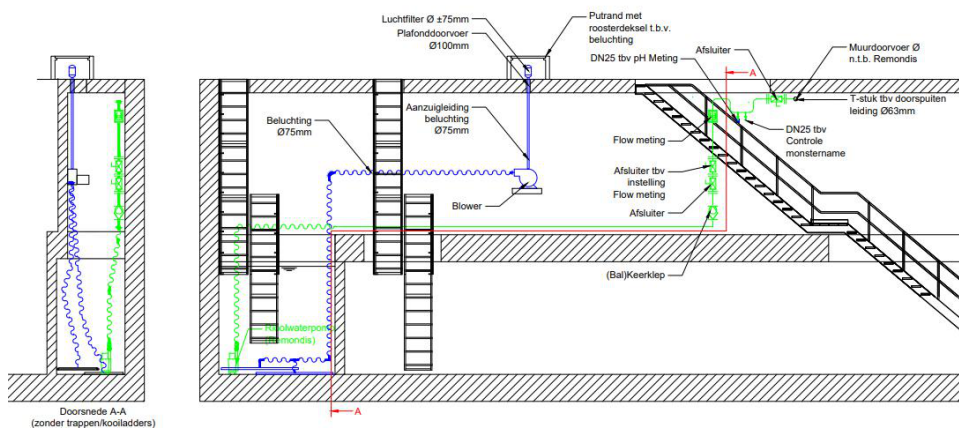 Luchtfilter Ø ±75mm
Plafonddoorvoer
Ø100mm
Putrand met
roosterdeksel t.b.v.
beluchting
DN25 tbv pH Meting
Afsluiter
Muurdoorvoer Ø
n.t.b. Remondis
A
T-stuk tbv doorspuiten
leiding Ø63mm
Beluchting
Ø75mm
Aanzuigleiding
beluchting
Ø75mm
Flow meting
DN25 tbv
Controle
monstername
Afsluiter tbv
instelling
Flow meting
Blower
Afsluiter
(Bal)Keerklep
Rioolwaterpomp
(Remondis)
A
Doorsnede A-A
(zonder trappen/kooiladders)